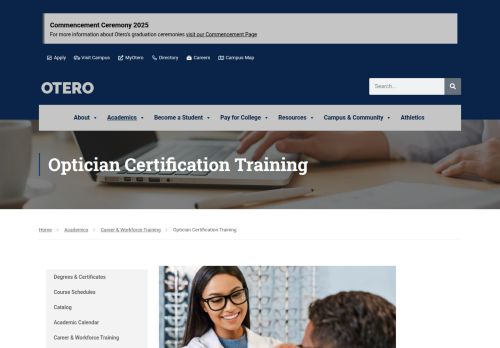 Commencement Ceremony 2025
For more information about Otero's graduation ceremonies visit our Commencement Page
Apply Visit Campus MyOtero Directory Careers Campus Map
OTERO
Search...
About Academics Become a Student Pay for College Resources Campus & Community Athletics
Optician Certification Training
Home Academics Career & Workforce Training Optician Certification Training
Degrees & Certificates
Course Schedules
Catalog
Academic Calendar
Career & Workforce Training